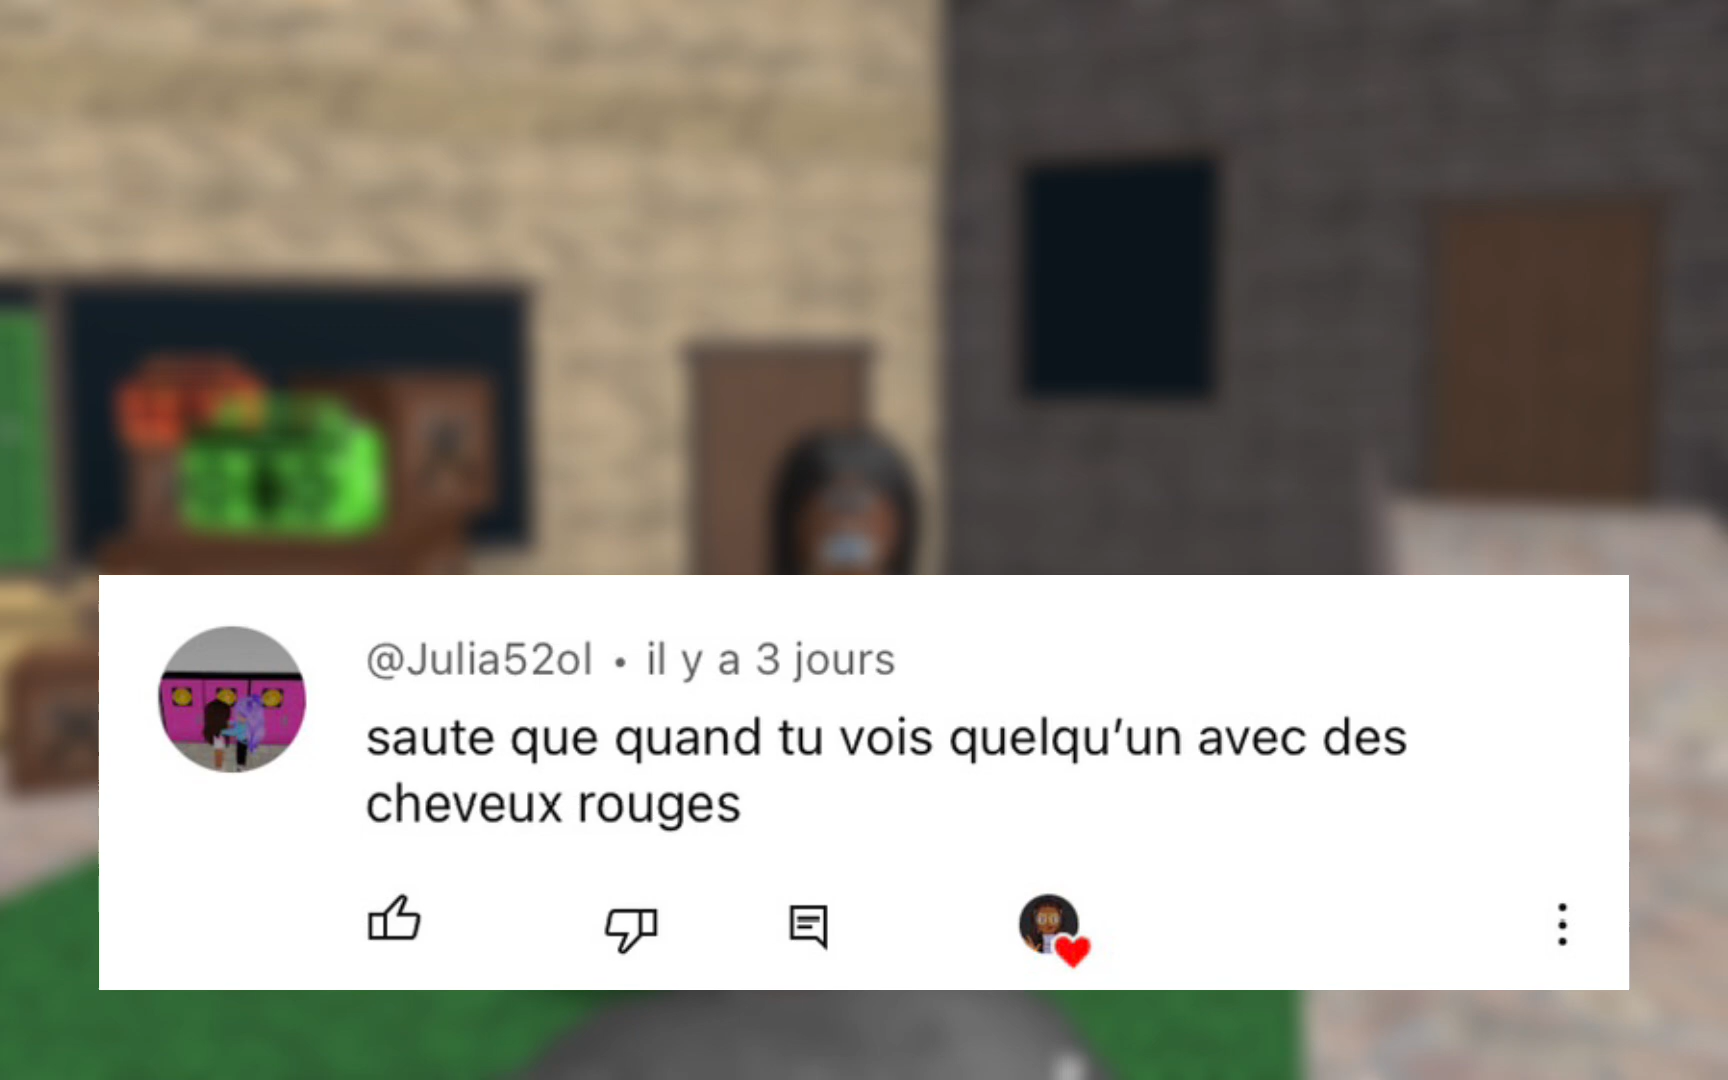 @Julia52ol • il y a 3 jours
saute que quand tu vois quelqu’un avec des
cheveux rouges